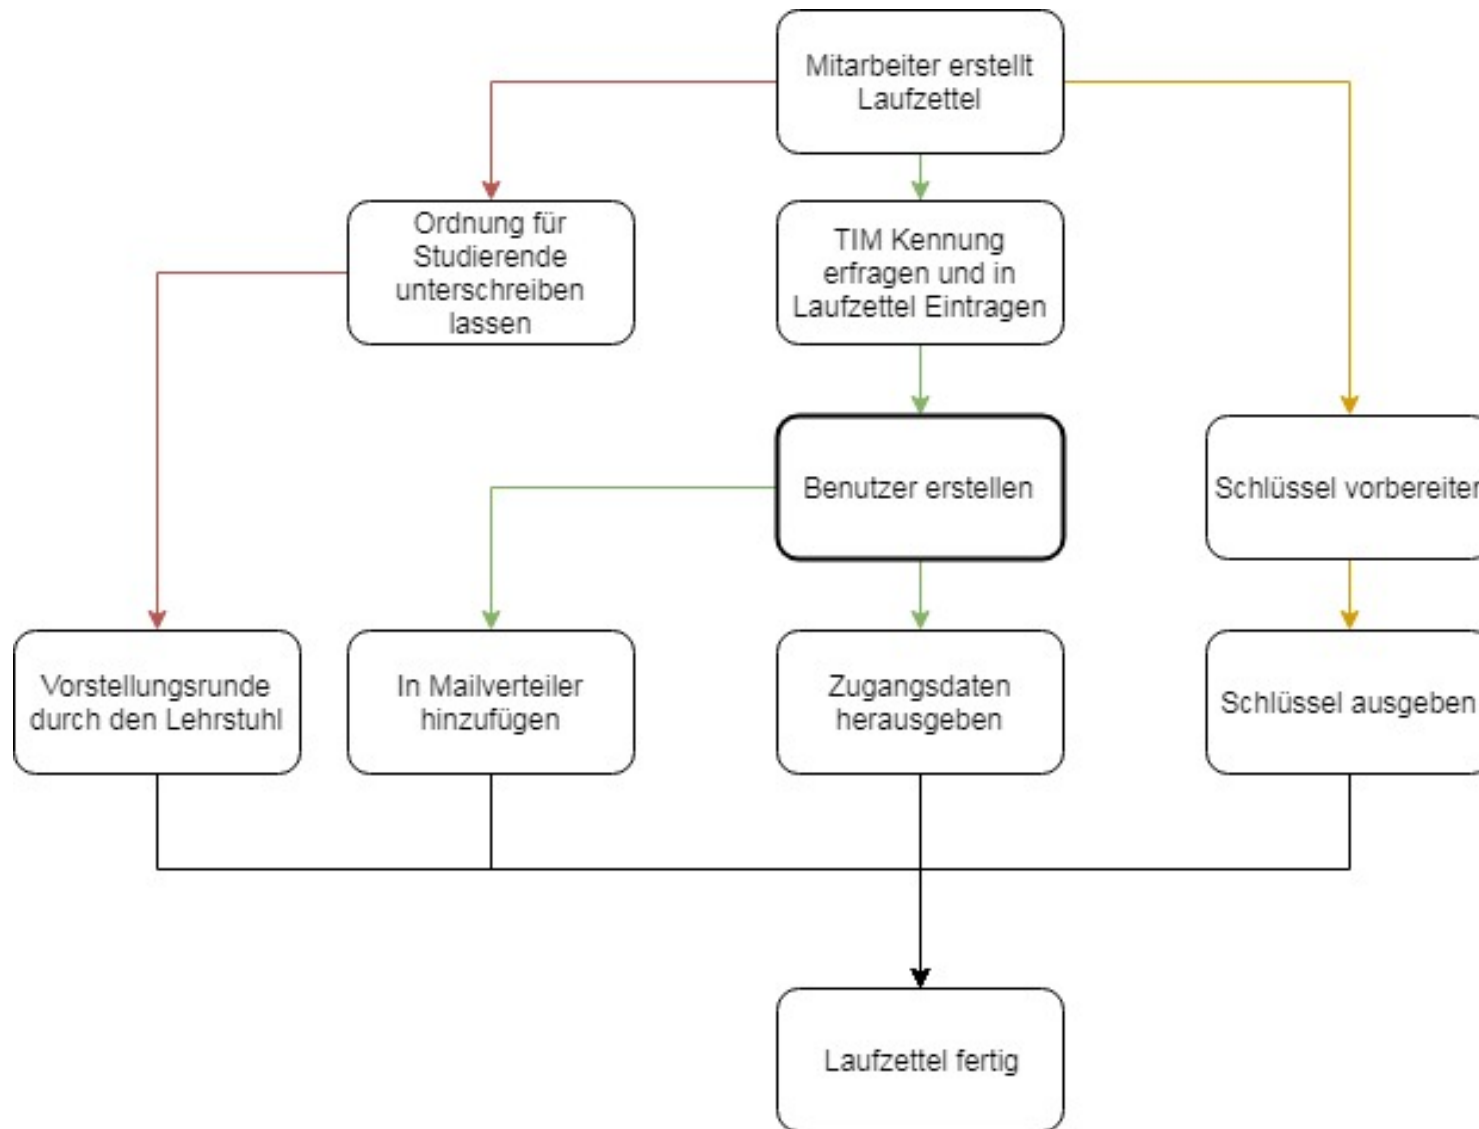 Mitarbeiter erstellt
Laufzettel
Ordnung für
Studierende
unterschreiben
lassen
TIM Kennung
erfragen und in
Laufzettel Eintragen
Benutzer erstellen
Schlüssel vorbereiten
Vorstellungsrunde
durch den Lehrstuhl
In Mailverteiler
hinzufügen
Zugangsdaten
herausgeben
Schlüssel ausgeben
Laufzettel fertig